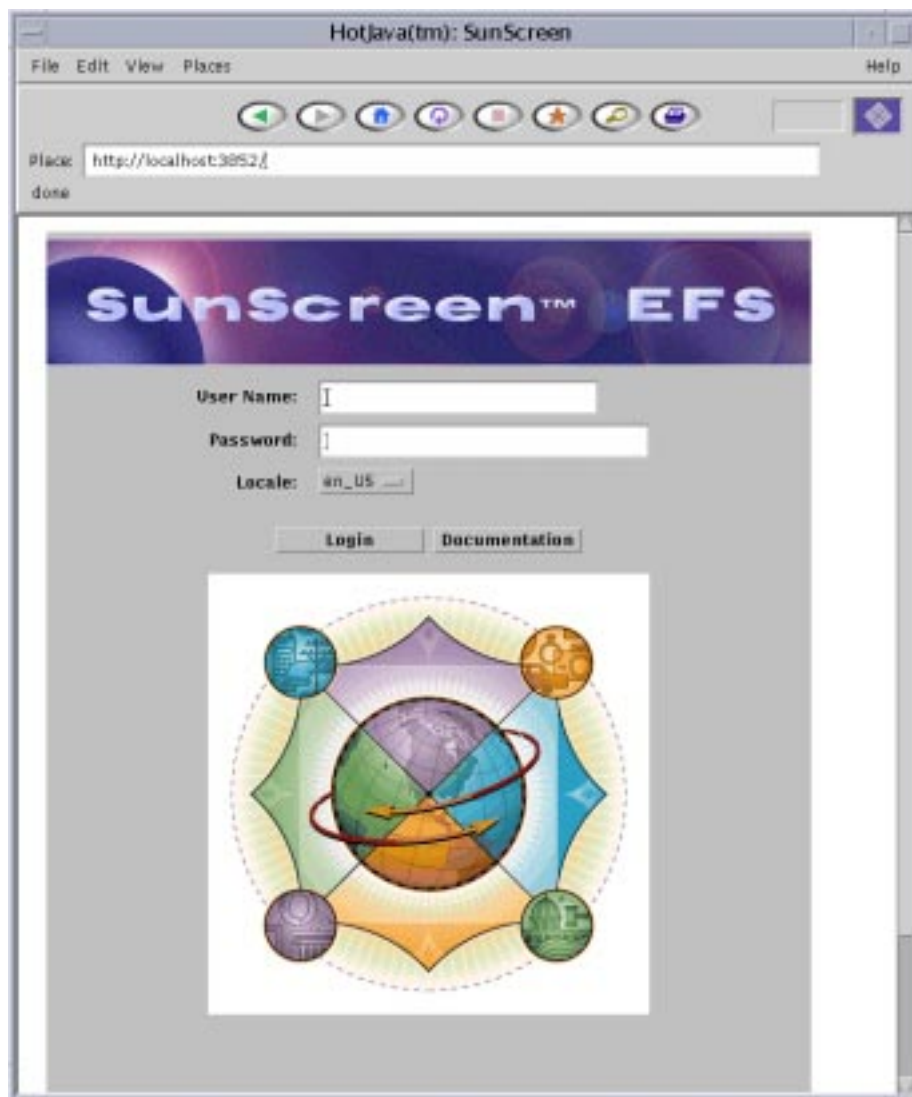 HotJava(tm): SunScreen
File Edit View Places Help
Place: http://localhost:3852/
done
SunScreen™ EFS
User Name:
Password:
Locale: en_US
Login Documentation